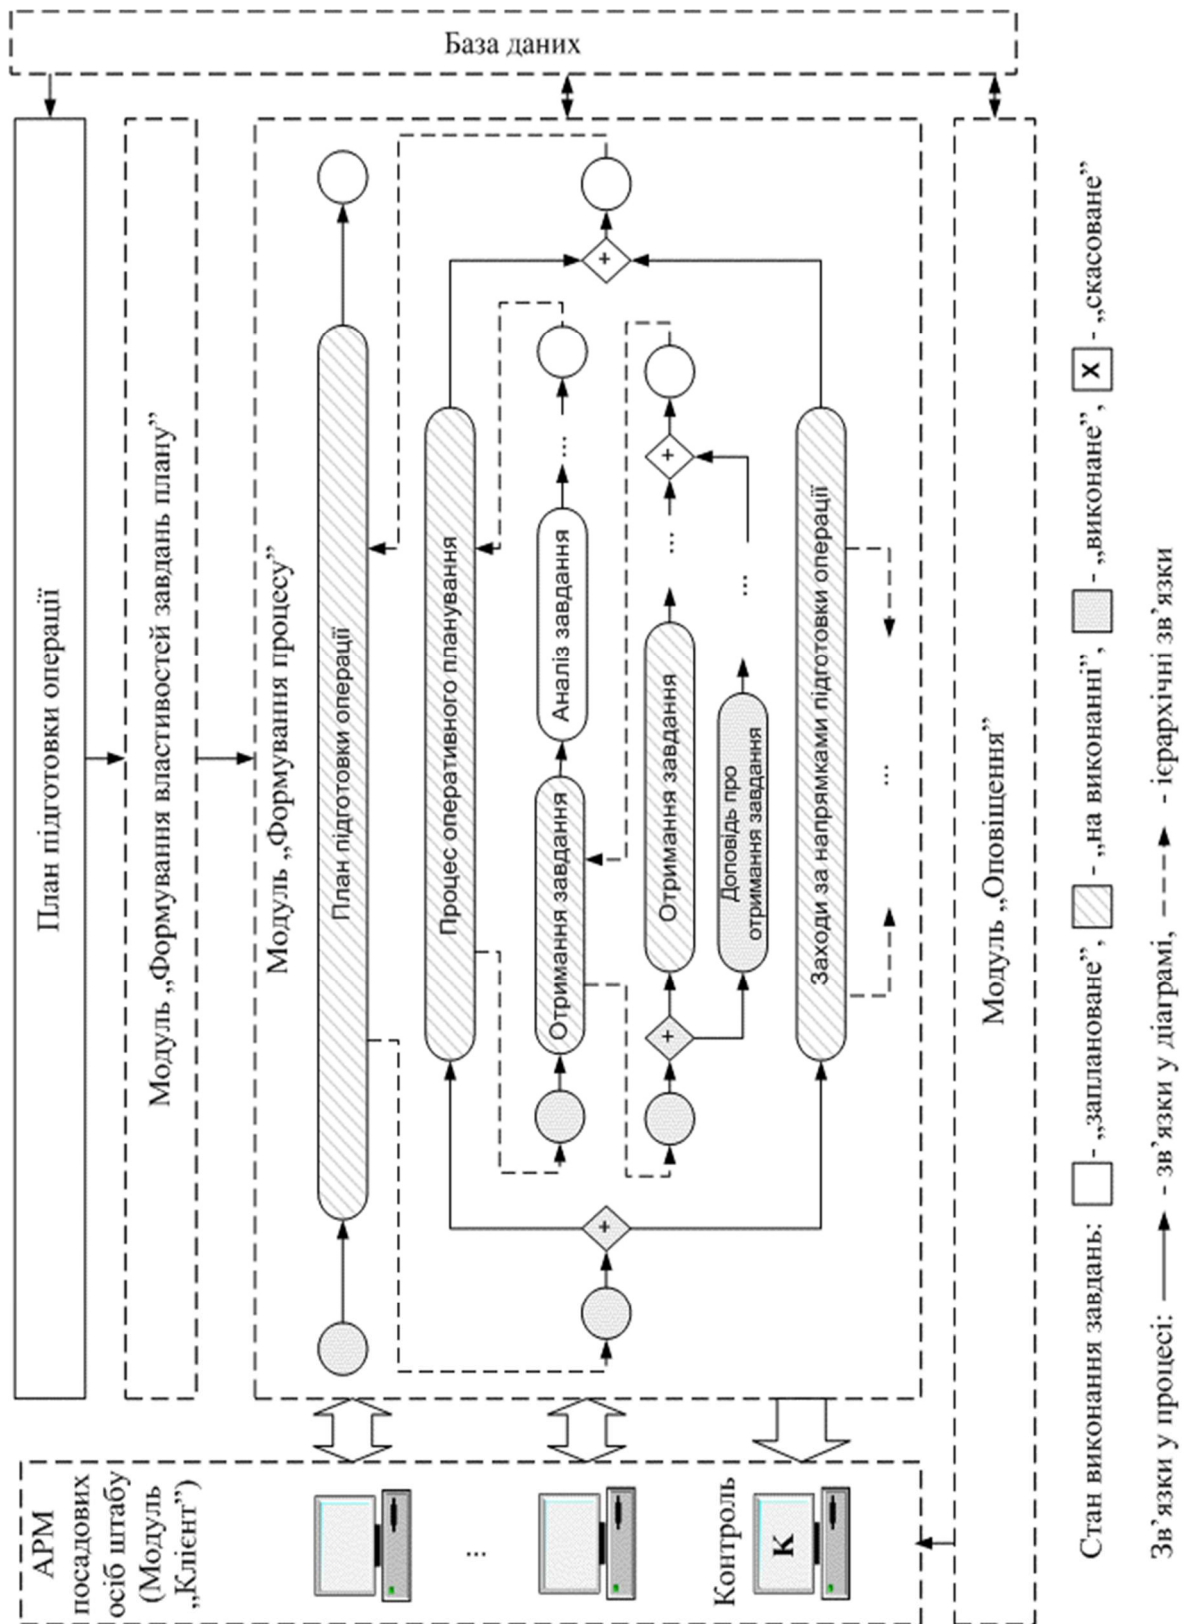 База даних
План підготовки операції
Модуль „Формування властивостей завдань плану”
Модуль „Формування процесу”
План підготовки операції
Процес оперативного планування
Отримання завдання
Аналіз завдання
...
+
+
Отримання завдання
...
+
+
Доповідь про
отримання завдання
...
Заходи за напрямками підготовки операції
...
Модуль „Оповіщення”
АРМ
посадових
осіб штабу
(Модуль
„Клієнт”)
...
Контроль
К
Стан виконання завдань: - „заплановане”, - „на виконанні”, - „виконане”, X - „скасоване”
Зв’язки у процесі: - зв’язки у діаграмі, - ієрархічні зв’язки